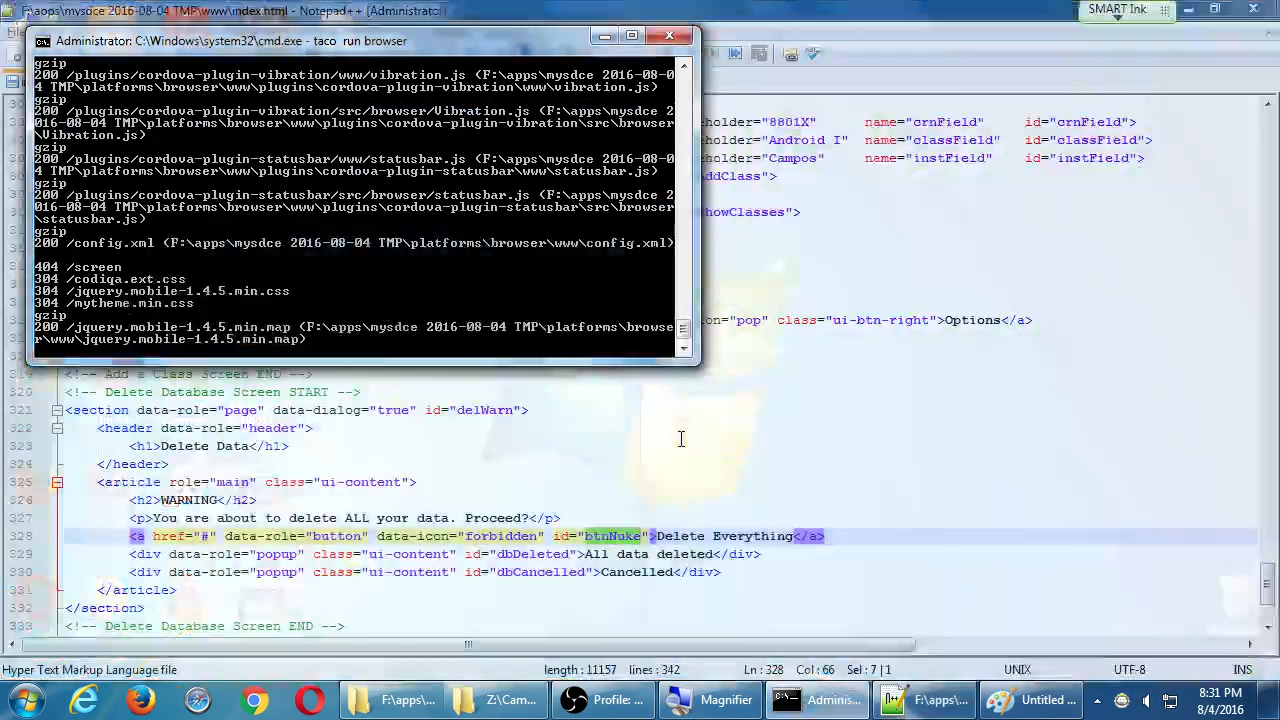 F:\apps\mysdce 2016-08-04 TMP\www\index.html - Notepad++ [Administrator]
SMART Ink
Administrator: C:\Windows\system32\cmd.exe - taco run browser
gzip
200 /plugins/cordova-plugin-vibration/www/vibration.js (F:\apps\mysdce 2016-08-0
4 TMP\platforms\browser\www\plugins\cordova-plugin-vibration\www\vibration.js)
gzip
200 /plugins/cordova-plugin-vibration/src/browser/Vibration.js (F:\apps\mysdce 2
016-08-04 TMP\platforms\browser\www\plugins\cordova-plugin-vibration\src\browser
\Vibration.js)
gzip
200 /plugins/cordova-plugin-statusbar/www/statusbar.js (F:\apps\mysdce 2016-08-0
4 TMP\platforms\browser\www\plugins\cordova-plugin-statusbar\www\statusbar.js)
gzip
200 /plugins/cordova-plugin-statusbar/src/browser/statusbar.js (F:\apps\mysdce 2
016-08-04 TMP\platforms\browser\www\plugins\cordova-plugin-statusbar\src\browser
\statusbar.js)
gzip
200 /config.xml (F:\apps\mysdce 2016-08-04 TMP\platforms\browser\www\config.xml)
404 /screen
304 /codiqa.ext.css
304 /jquery.mobile-1.4.5.min.css
304 /mytheme.min.css
gzip
200 /jquery.mobile-1.4.5.min.map (F:\apps\mysdce 2016-08-04 TMP\platforms\browse
r\www\jquery.mobile-1.4.5.min.map)
eholder="8801X" name="crnField" id="crnField">
eholder="Android I" name="classField" id="classField">
eholder="Campos" name="instField" id="instField">
AddClass">
howClasses">
on="pop" class="ui-btn-right">Options</a>
319 <!-- Add a Class Screen END -->
320 <!-- Delete Database Screen START -->
321 <section data-role="page" data-dialog="true" id="delWarn">
322 <header data-role="header">
323 <h1>Delete Data</h1>
324 </header>
325 <article role="main" class="ui-content">
326 <h2>WARNING</h2>
327 <p>You are about to delete ALL your data. Proceed?</p>
328 <a href="#" data-role="button" data-icon="forbidden" id="btnNuke">Delete Everything</a>
329 <div data-role="popup" class="ui-content" id="dbDeleted">All data deleted</div>
330 <div data-role="popup" class="ui-content" id="dbCancelled">Cancelled</div>
331 </article>
332 </section>
333 <!-- Delete Database Screen END -->
Hyper Text Markup Language file length : 11157 lines : 342 Ln : 328 Col : 66 Sel : 7 | 1 UNIX UTF-8 INS
F:\apps\... Z:\Cam... Profile: ... Magnifier Adminis... F:\ap... Untitled ... 8:31 PM
8/4/2016